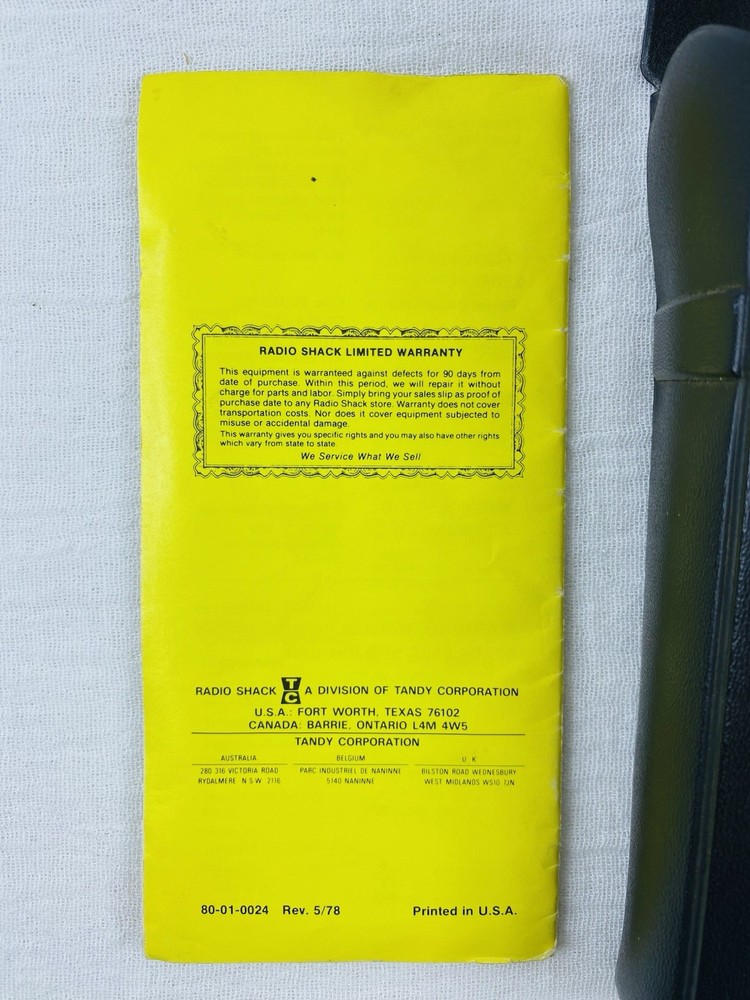 RADIO SHACK LIMITED WARRANTY
This equipment is warranteed against defects for 90 days from
date of purchase. Within this period, we will repair it without
charge for parts and labor. Simply bring your sales slip as proof of
purchase date to any Radio Shack store. Warranty does not cover
transportation costs. Nor does it cover equipment subjected to
misuse or accidental damage.
This warranty gives you specific rights and you may also have other rights
which vary from state to state
We Service What We Sell
RADIO SHACK TC A DIVISION OF TANDY CORPORATION
U.S.A.: FORT WORTH, TEXAS 76102
CANADA: BARRIE, ONTARIO L4M 4W5
TANDY CORPORATION
AUSTRALIA BELGIUM U K
280 316 VICTORIA ROAD PARC INDUSTRIEL DE NANINNE BILSTON ROAD WEDNESBURY
RYDALMERE N S W 2116 5140 NANINNE WEST MIDLANDS WS10 7JN
80-01-0024 Rev. 5/78 Printed in U.S.A.